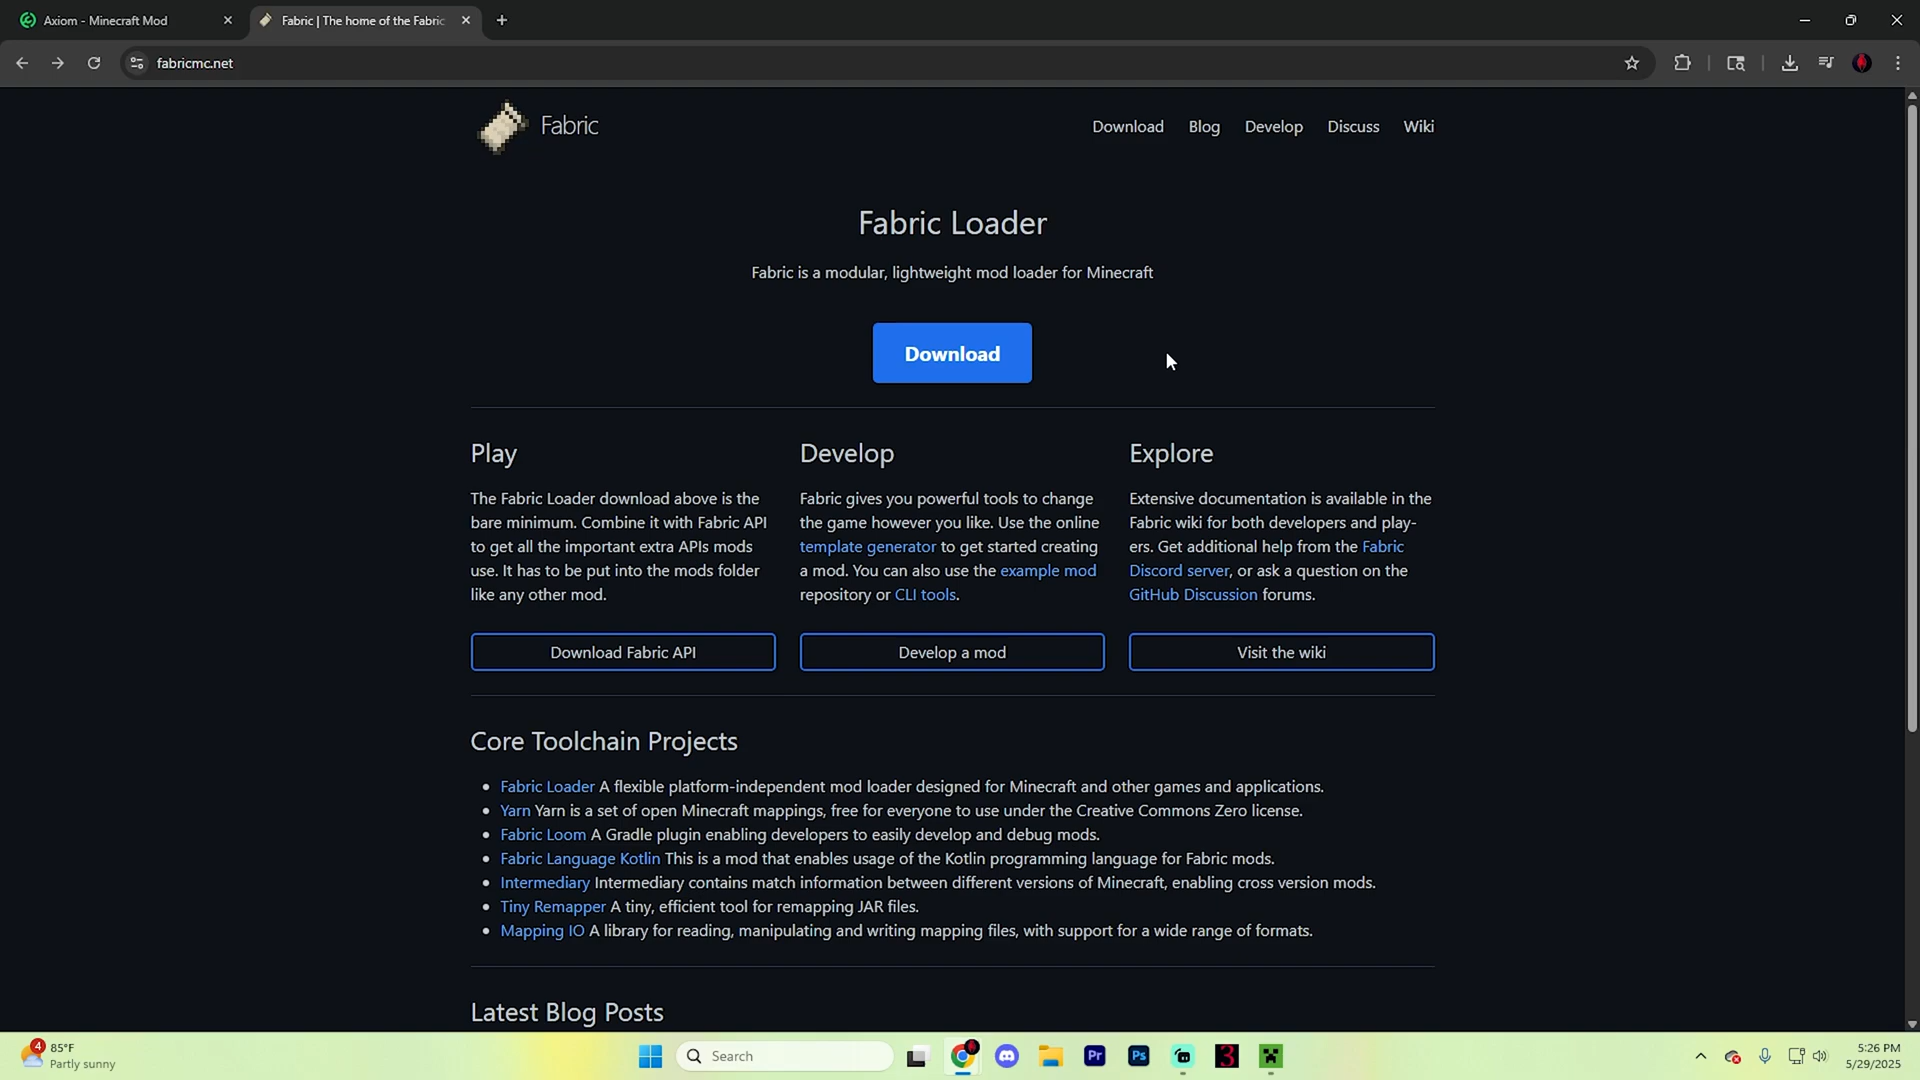 Axiom - Minecraft Mod
Fabric | The home of the Fabric
fabricmc.net
Fabric
Download Blog Develop Discuss Wiki
Fabric Loader
Fabric is a modular, lightweight mod loader for Minecraft
Download
Play
The Fabric Loader download above is the
bare minimum. Combine it with Fabric API
to get all the important extra APIs mods
use. It has to be put into the mods folder
like any other mod.
Download Fabric API
Develop
Fabric gives you powerful tools to change
the game however you like. Use the online
template generator to get started creating
a mod. You can also use the example mod
repository or CLI tools.
Develop a mod
Explore
Extensive documentation is available in the
Fabric wiki for both developers and play-
ers. Get additional help from the Fabric
Discord server, or ask a question on the
GitHub Discussion forums.
Visit the wiki
Core Toolchain Projects
Fabric Loader A flexible platform-independent mod loader designed for Minecraft and other games and applications.
Yarn Yarn is a set of open Minecraft mappings, free for everyone to use under the Creative Commons Zero license.
Fabric Loom A Gradle plugin enabling developers to easily develop and debug mods.
Fabric Language Kotlin This is a mod that enables usage of the Kotlin programming language for Fabric mods.
Intermediary Intermediary contains match information between different versions of Minecraft, enabling cross version mods.
Tiny Remapper A tiny, efficient tool for remapping JAR files.
Mapping IO A library for reading, manipulating and writing mapping files, with support for a wide range of formats.
Latest Blog Posts
4
85°F
Partly sunny
Search
Pr
Ps
3
5:26 PM
5/29/2025